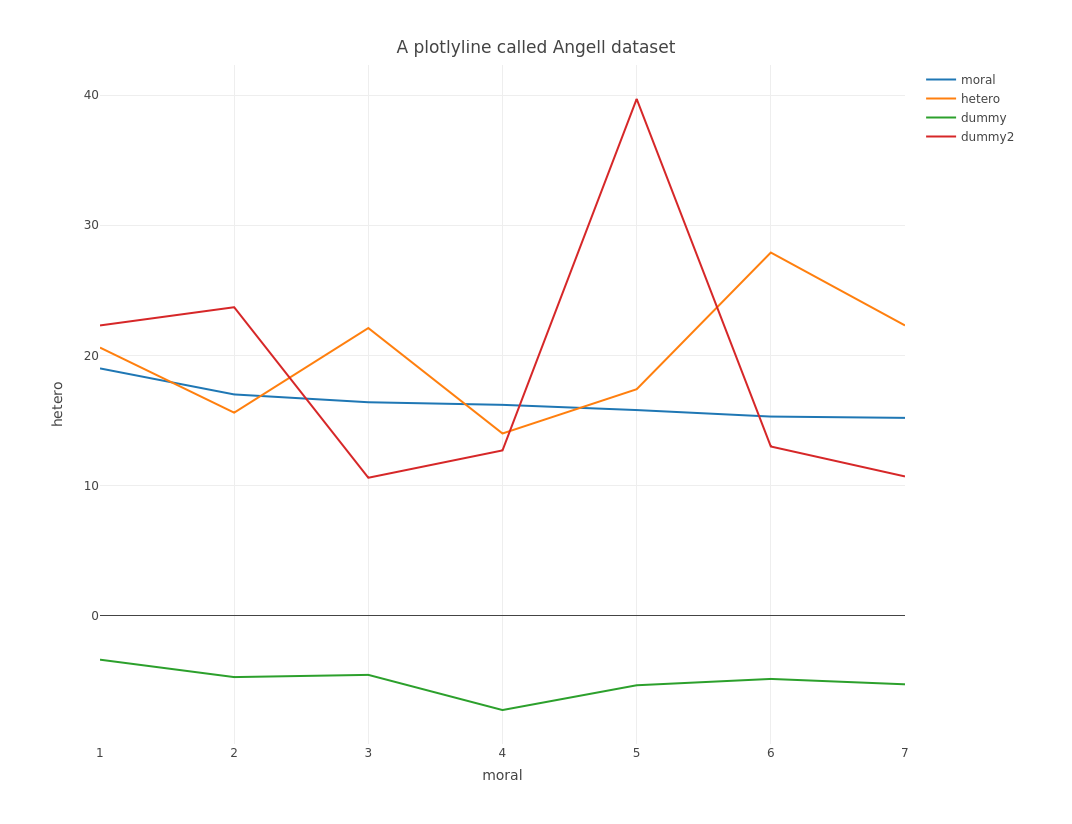 A plotlyline called Angell dataset
moral
hetero
dummy
dummy2
40
30
20
10
0
hetero
1 2 3 4 5 6 7
moral